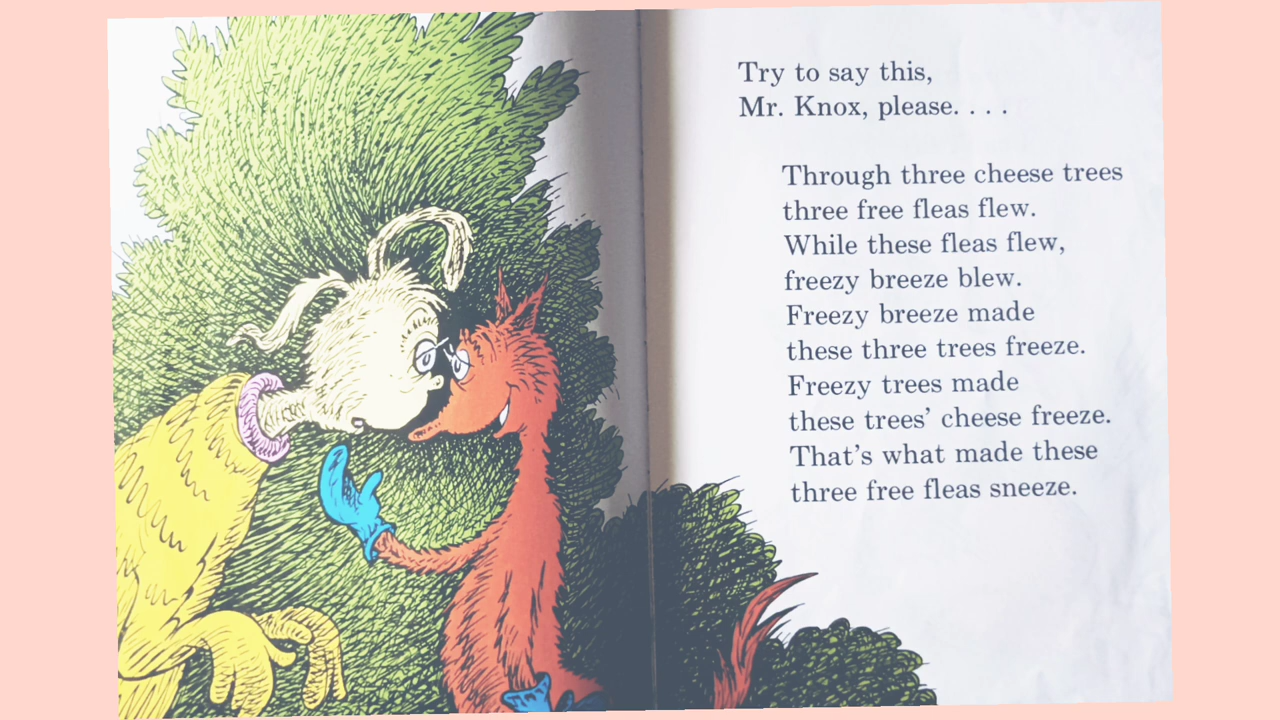 Try to say this,
Mr. Knox, please. . . .
Through three cheese trees
three free fleas flew.
While these fleas flew,
freezy breeze blew.
Freezy breeze made
these three trees freeze.
Freezy trees made
these trees’ cheese freeze.
That’s what made these
three free fleas sneeze.